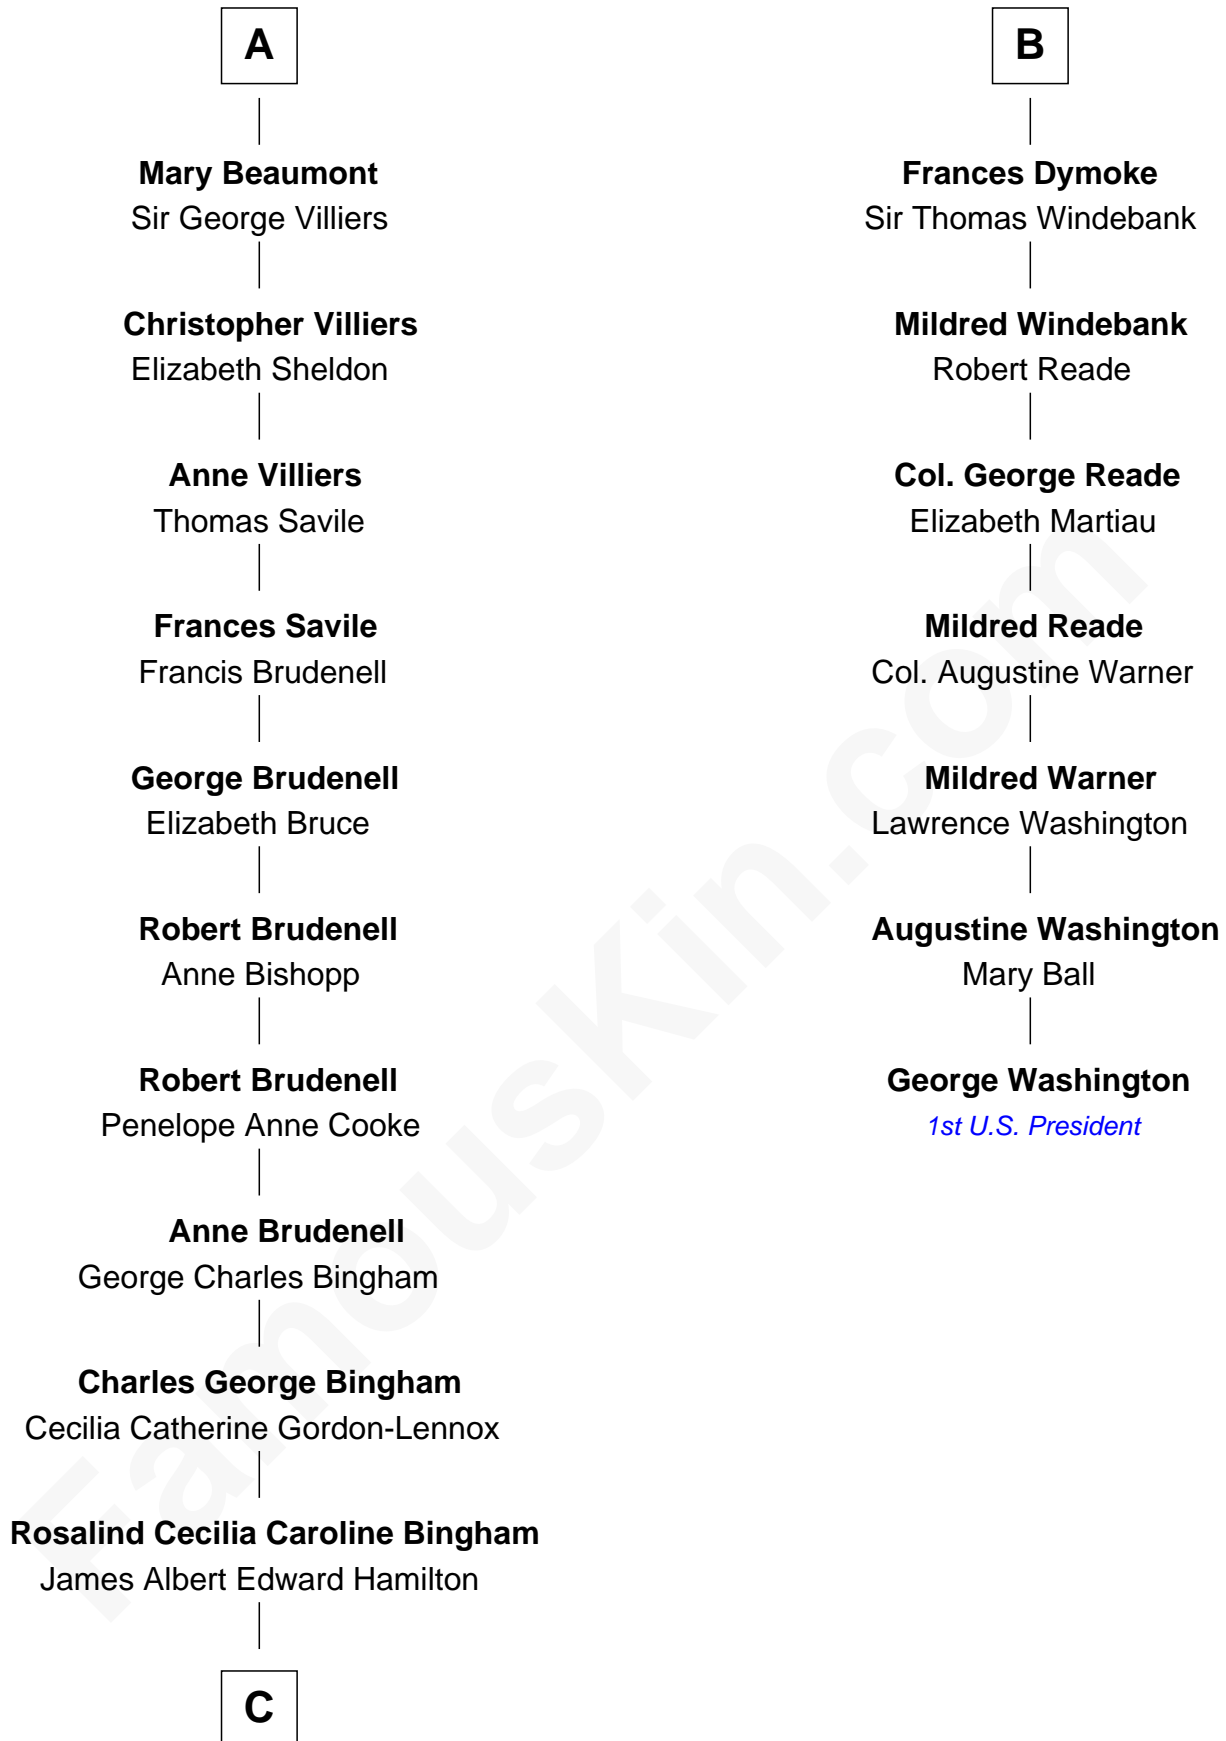 A
Mary Beaumont
Sir George Villiers
Christopher Villiers
Elizabeth Sheldon
Anne Villiers
Thomas Savile
Frances Savile
Francis Brudenell
George Brudenell
Elizabeth Bruce
Robert Brudenell
Anne Bishopp
Robert Brudenell
Penelope Anne Cooke
Anne Brudenell
George Charles Bingham
Charles George Bingham
Cecilia Catherine Gordon-Lennox
Rosalind Cecilia Caroline Bingham
James Albert Edward Hamilton
C
B
Frances Dymoke
Sir Thomas Windebank
Mildred Windebank
Robert Reade
Col. George Reade
Elizabeth Martiau
Mildred Reade
Col. Augustine Warner
Mildred Warner
Lawrence Washington
Augustine Washington
Mary Ball
George Washington
1st U.S. President
FamousKin.com